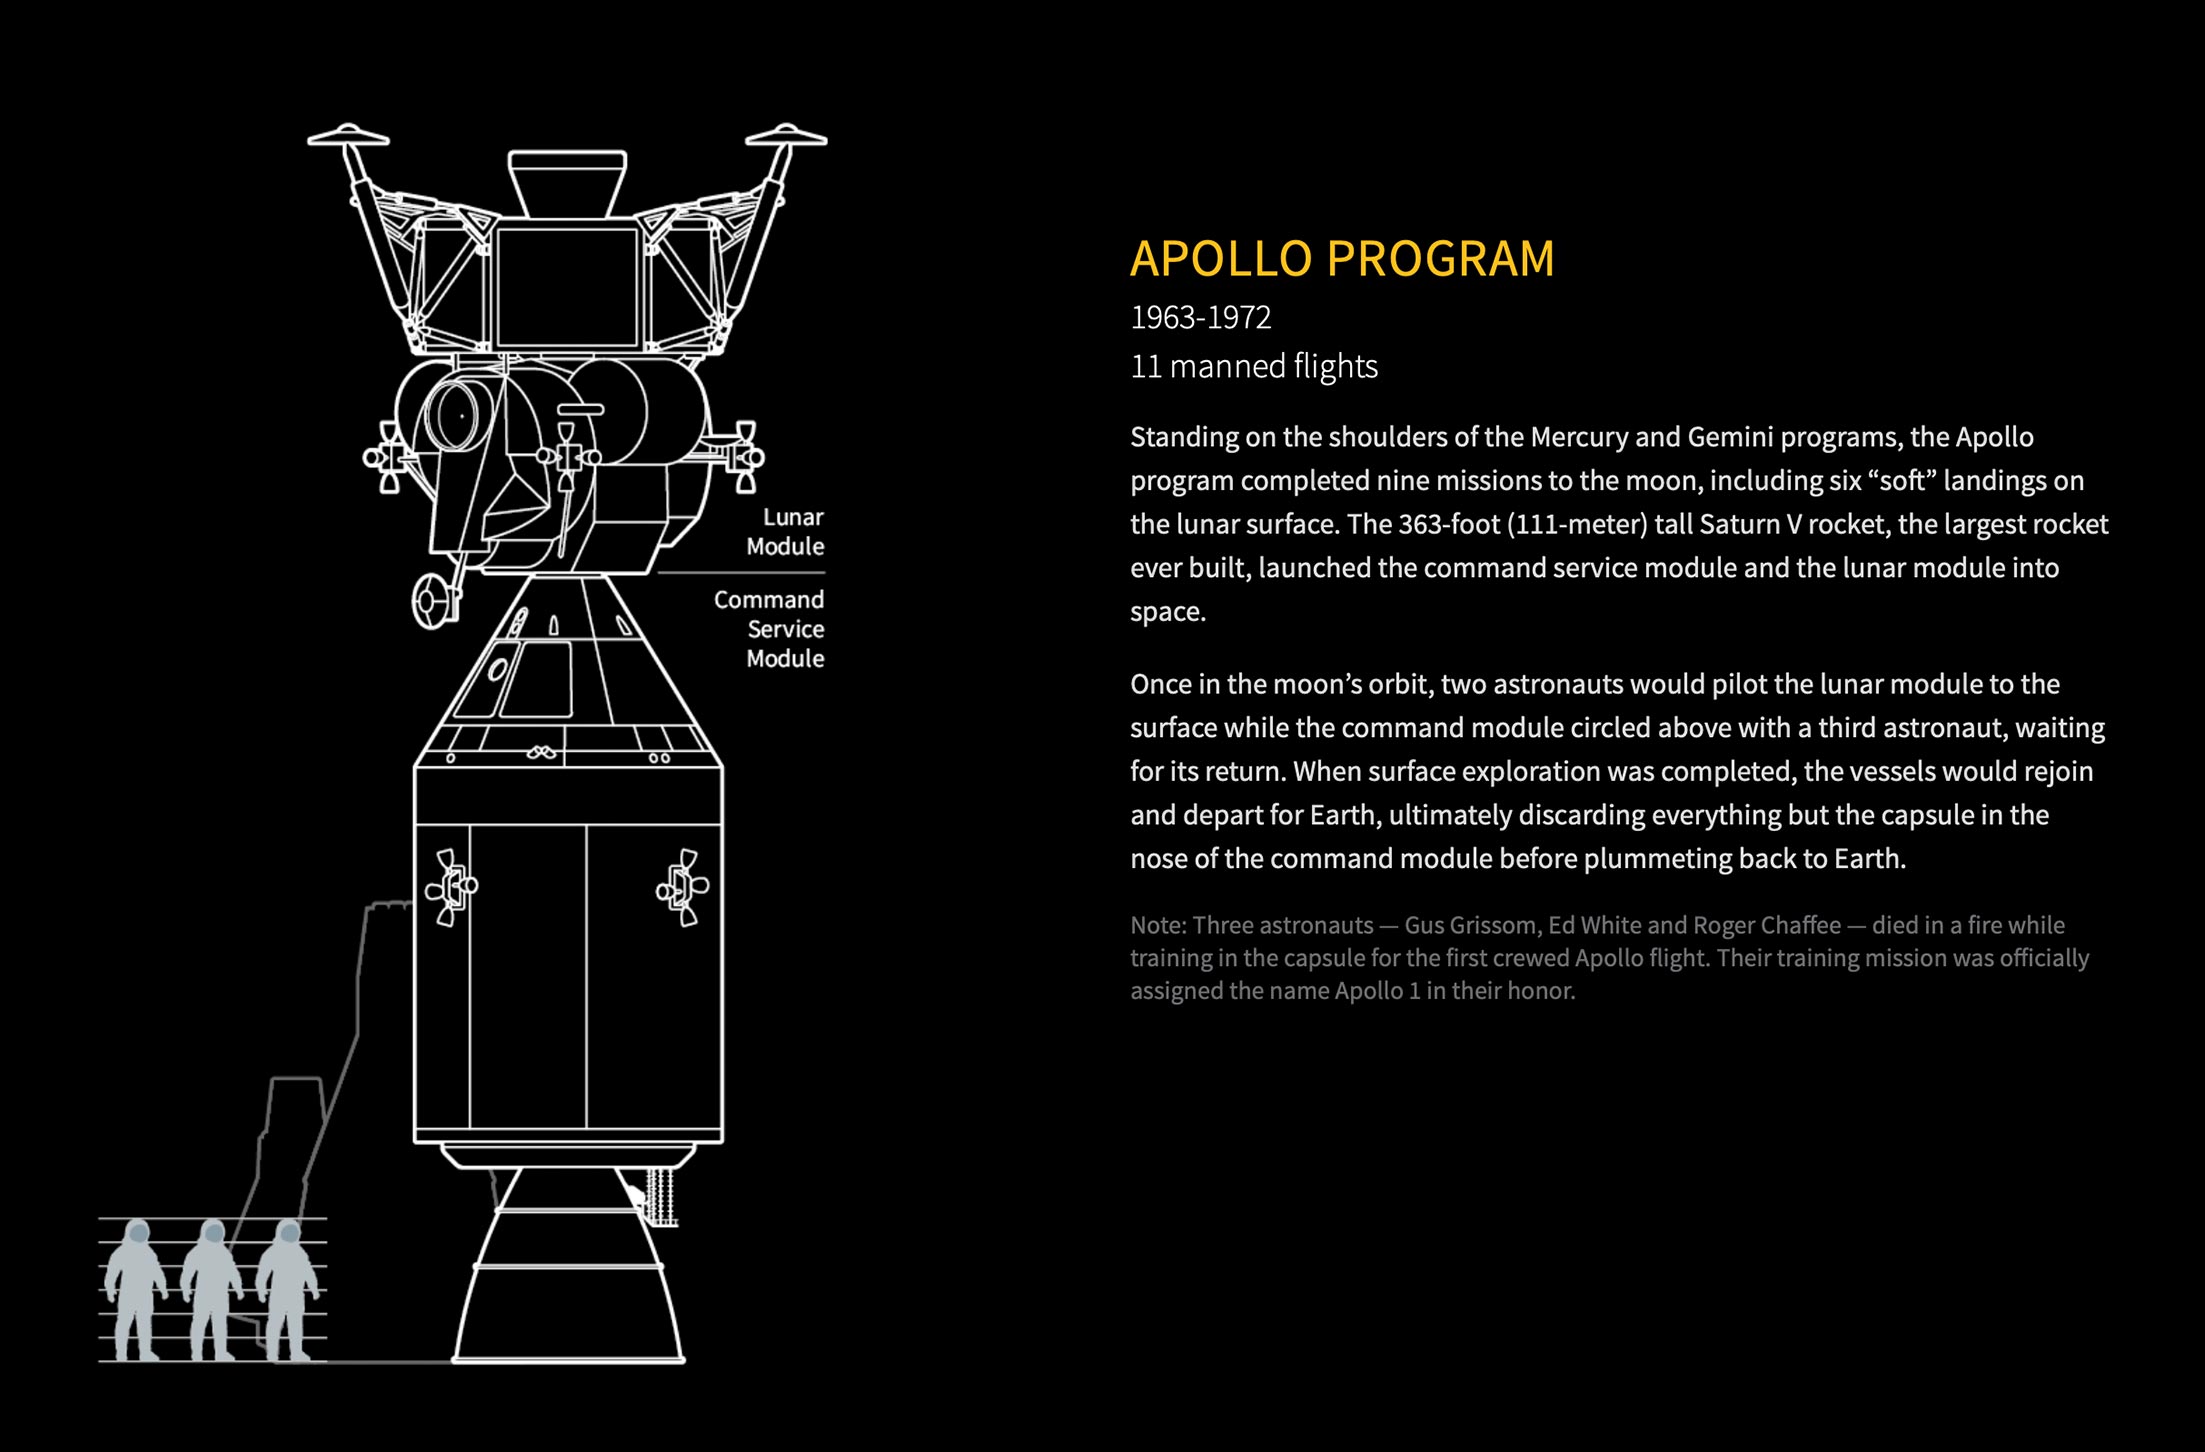 Lunar
Module
Command
Service
Module
APOLLO PROGRAM
1963-1972
11 manned flights
Standing on the shoulders of the Mercury and Gemini programs, the Apollo
program completed nine missions to the moon, including six “soft” landings on
the lunar surface. The 363-foot (111-meter) tall Saturn V rocket, the largest rocket
ever built, launched the command service module and the lunar module into
space.
Once in the moon’s orbit, two astronauts would pilot the lunar module to the
surface while the command module circled above with a third astronaut, waiting
for its return. When surface exploration was completed, the vessels would rejoin
and depart for Earth, ultimately discarding everything but the capsule in the
nose of the command module before plummeting back to Earth.
Note: Three astronauts — Gus Grissom, Ed White and Roger Chaffee — died in a fire while
training in the capsule for the first crewed Apollo flight. Their training mission was officially
assigned the name Apollo 1 in their honor.